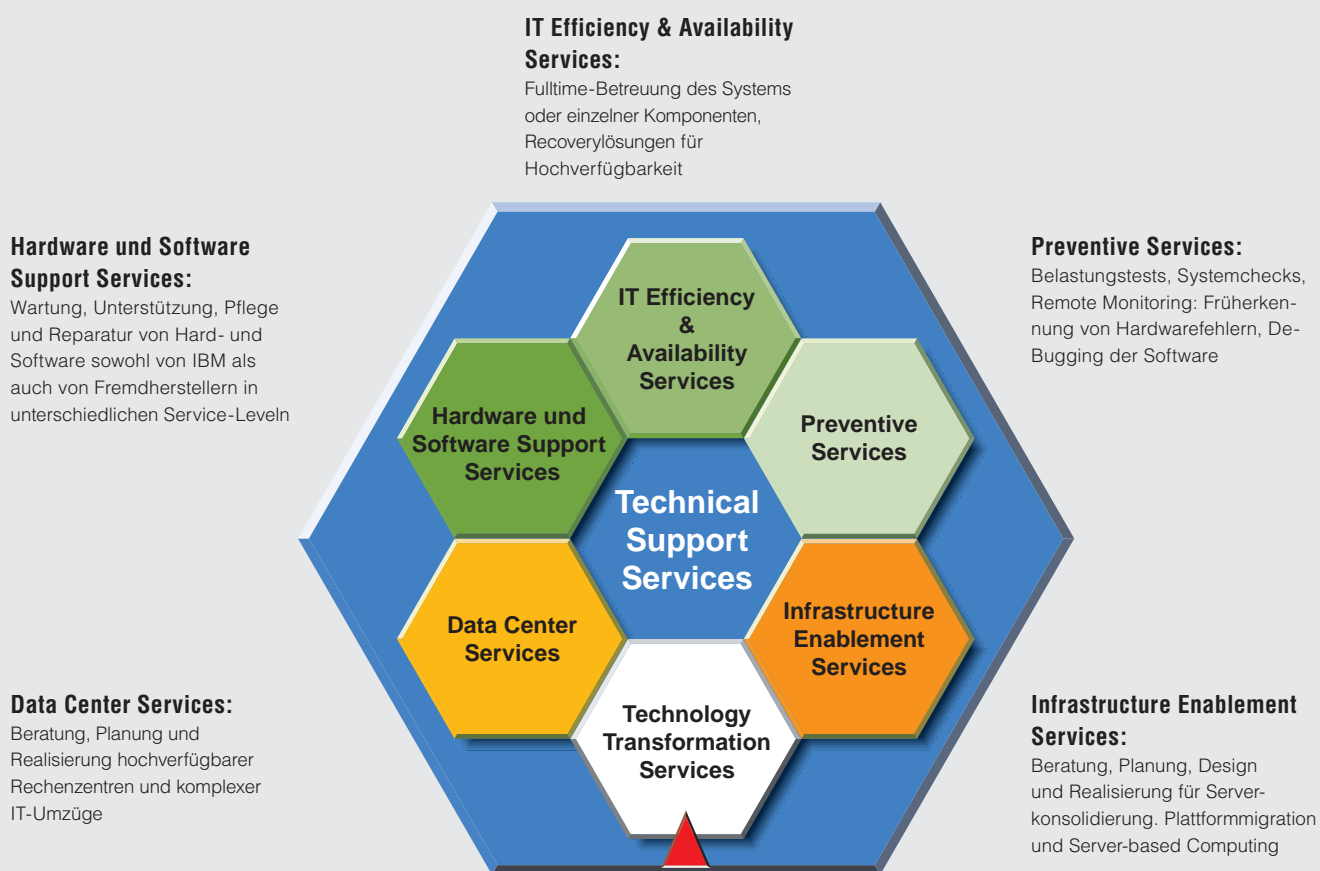 IT Efficiency & Availability
Services:
Fulltime-Betreuung des Systems
oder einzelner Komponenten,
Recoverylösungen für
Hochverfügbarkeit
Hardware und Software
Support Services:
Wartung, Unterstützung, Pflege
und Reparatur von Hard- und
Software sowohl von IBM als
auch von Fremdherstellern in
unterschiedlichen Service-Leveln
Preventive Services:
Belastungstests, Systemchecks,
Remote Monitoring: Früherken-
nung von Hardwarefehlern, De-
Bugging der Software
IT Efficiency
&
Availability
Services
Hardware und
Software Support
Services
Preventive
Services
Technical
Support
Services
Data Center
Services
Infrastructure
Enablement
Services
Technology
Transformation
Services
Data Center Services:
Beratung, Planung und
Realisierung hochverfügbarer
Rechenzentren und komplexer
IT-Umzüge
Infrastructure Enablement
Services:
Beratung, Planung, Design
und Realisierung für Server-
konsolidierung. Plattformmigration
und Server-based Computing